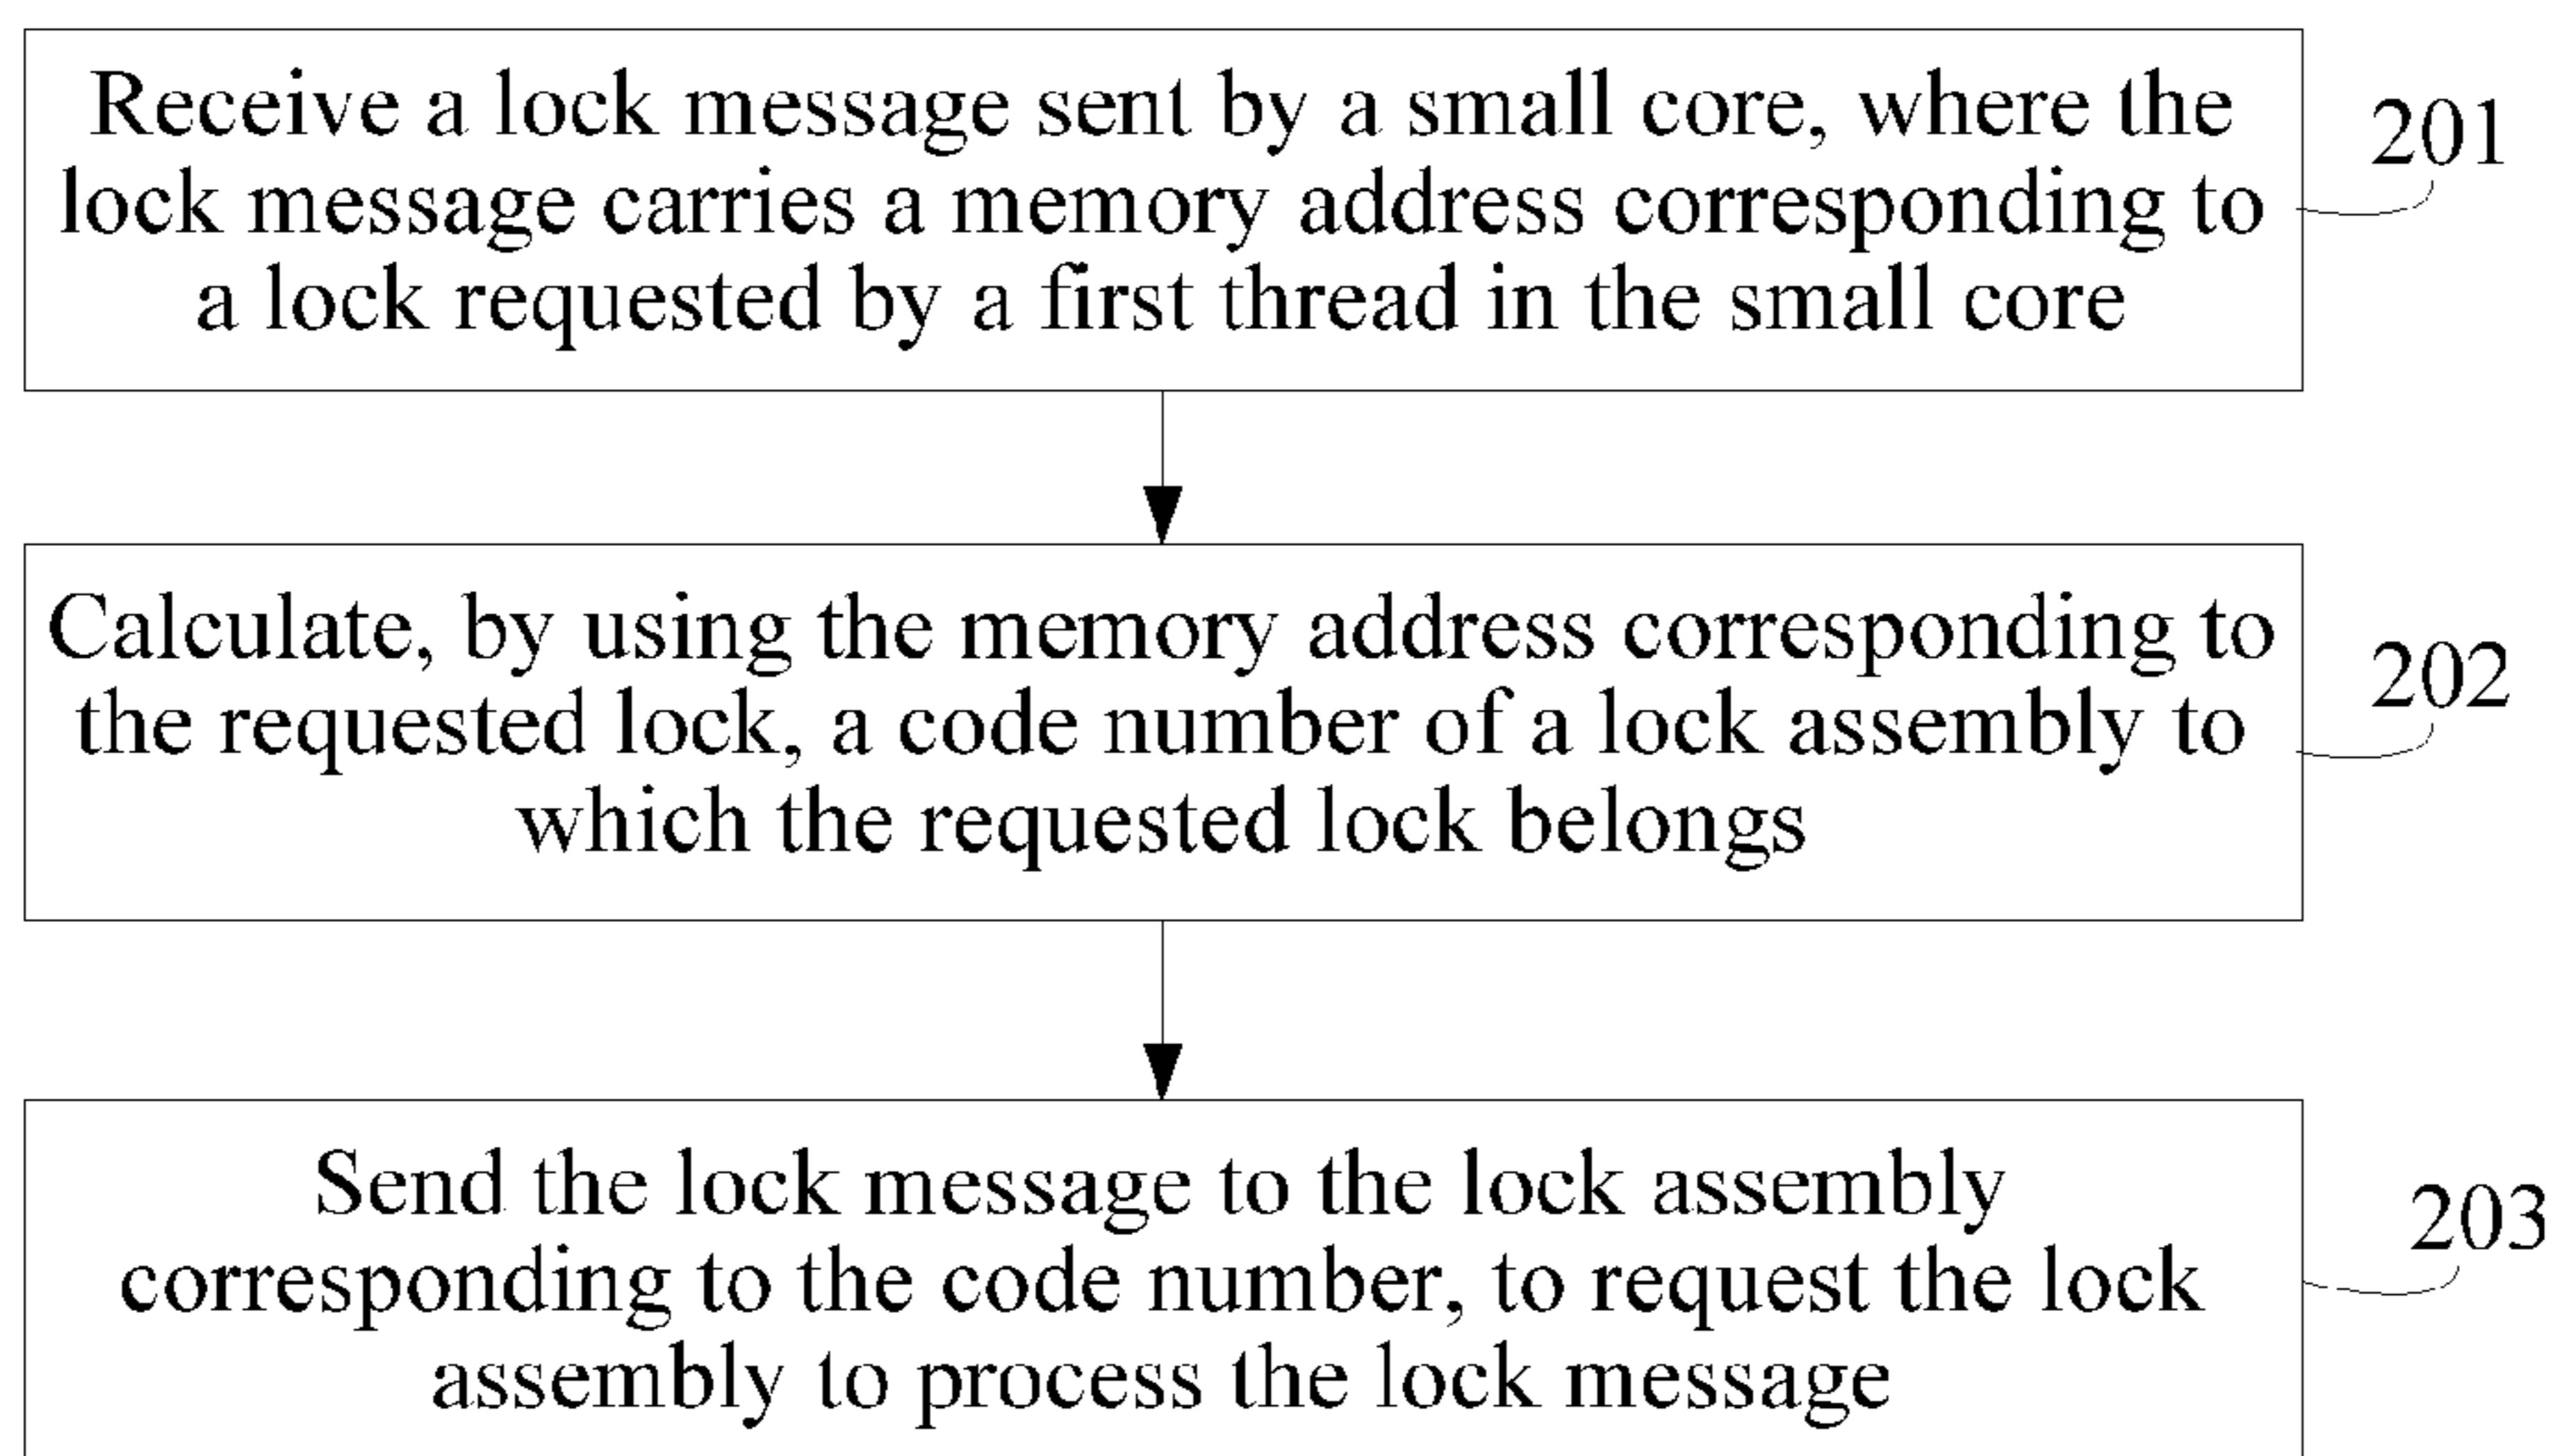 Receive a lock message sent by a small core, where the
lock message carries a memory address corresponding to
a lock requested by a first thread in the small core
201
Calculate, by using the memory address corresponding to
the requested lock, a code number of a lock assembly to
which the requested lock belongs
202
Send the lock message to the lock assembly
corresponding to the code number, to request the lock
assembly to process the lock message
203